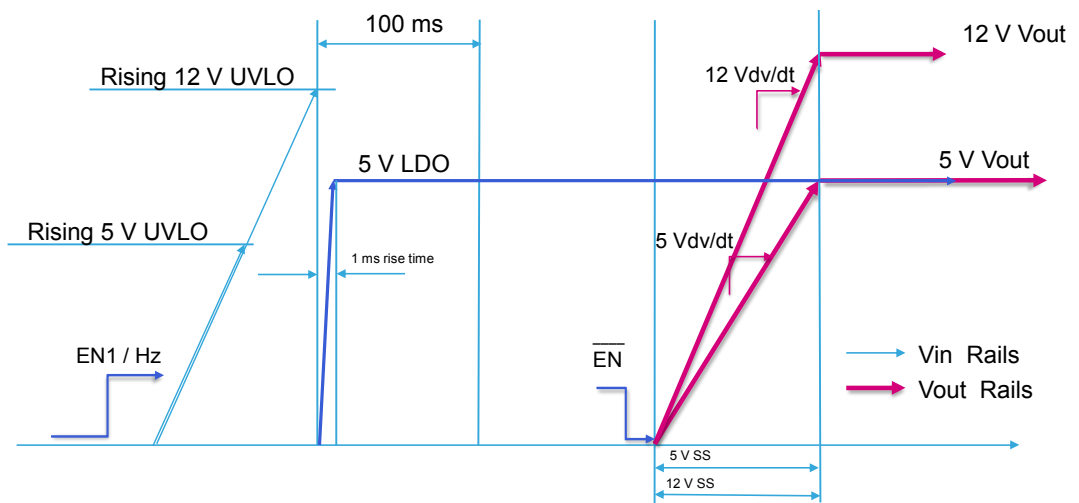 100 ms
12 V Vout
Rising 12 V UVLO
12 Vdv/dt
5 V LDO
5 V Vout
Rising 5 V UVLO
5 Vdv/dt
1 ms rise time
EN1 / Hz
EN
Vin Rails
Vout Rails
5 V SS
12 V SS